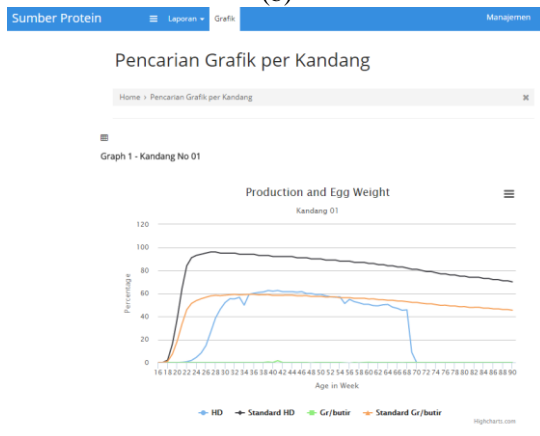 Sumber Protein
Laporan
Grafik
Manajemen
Pencarian Grafik per Kandang
Home › Pencarian Grafik per Kandang
Graph 1 - Kandang No 01
Production and Egg Weight
Kandang 01
Percentage
120
100
80
60
40
20
0
16 18 20 22 24 26 28 30 32 34 36 38 40 42 44 46 48 50 52 54 56 58 60 62 64 66 68 70 72 74 76 78 80 82 84 86 88 90
Age in Week
HD Standard HD Gr/butir Standard Gr/butir
Highcharts.com